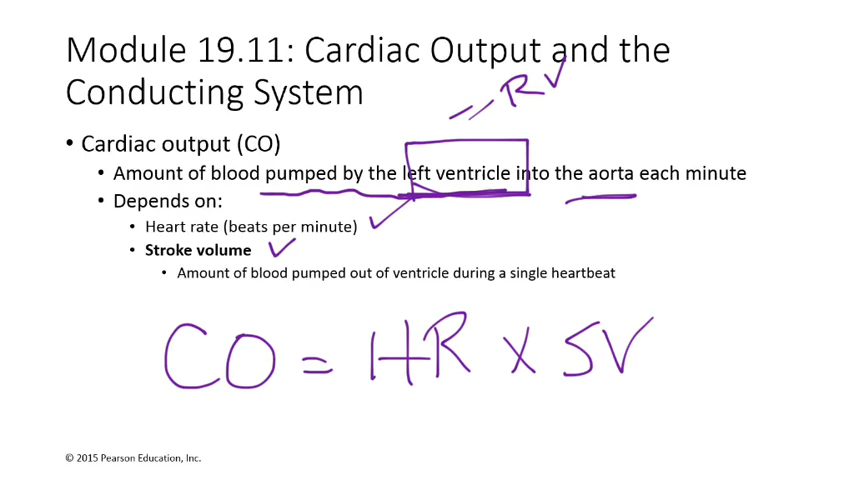 Module 19.11: Cardiac Output and the
Conducting System
= RV
• Cardiac output (CO)
• Amount of blood pumped by the left ventricle into the aorta each minute
• Depends on:
• Heart rate (beats per minute) ✓
• Stroke volume ✓
• Amount of blood pumped out of ventricle during a single heartbeat
CO = HR x SV
© 2015 Pearson Education, Inc.